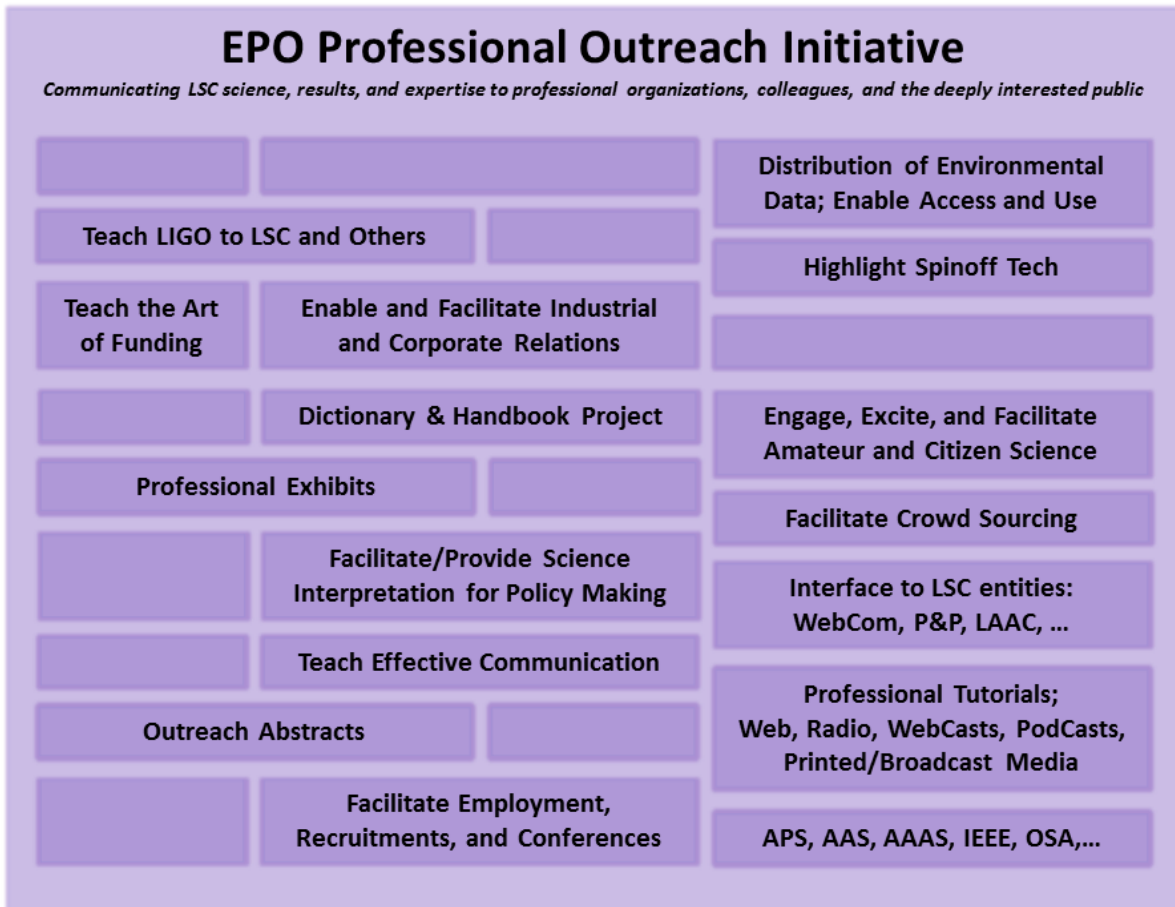 EPO Professional Outreach Initiative
Communicating LSC science, results, and expertise to professional organizations, colleagues, and the deeply interested public
Teach LIGO to LSC and Others
Teach the Art
of Funding
Enable and Facilitate Industrial
and Corporate Relations
Dictionary & Handbook Project
Professional Exhibits
Facilitate/Provide Science
Interpretation for Policy Making
Teach Effective Communication
Outreach Abstracts
Facilitate Employment,
Recruitments, and Conferences
Distribution of Environmental
Data; Enable Access and Use
Highlight Spinoff Tech
Engage, Excite, and Facilitate
Amateur and Citizen Science
Facilitate Crowd Sourcing
Interface to LSC entities:
WebCom, P&P, LAAC, ...
Professional Tutorials;
Web, Radio, WebCasts, PodCasts,
Printed/Broadcast Media
APS, AAS, AAAS, IEEE, OSA,...